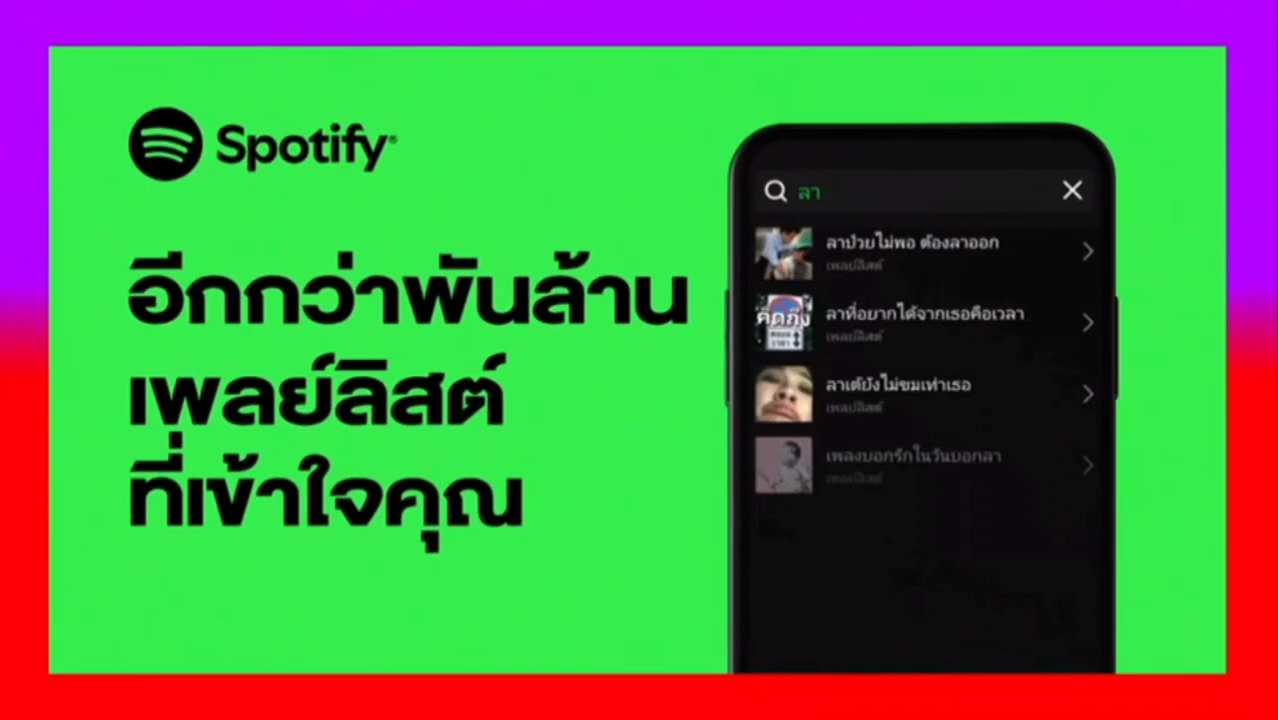 Spotify®
อีกกว่าพันล้าน
เพลย์ลิสต์
ที่เข้าใจคุณ
ลา
ลาป่วยไม่พอ ต้องลาออก
เพลย์ลิสต์
คิดถึง
ลาที่อยากได้จากเธอคือเวลา
เพลย์ลิสต์
ลาเต้ยังไม่ขมเท่าเธอ
เพลย์ลิสต์
เพลงบอกรักในวันบอกลา
เพลย์ลิสต์